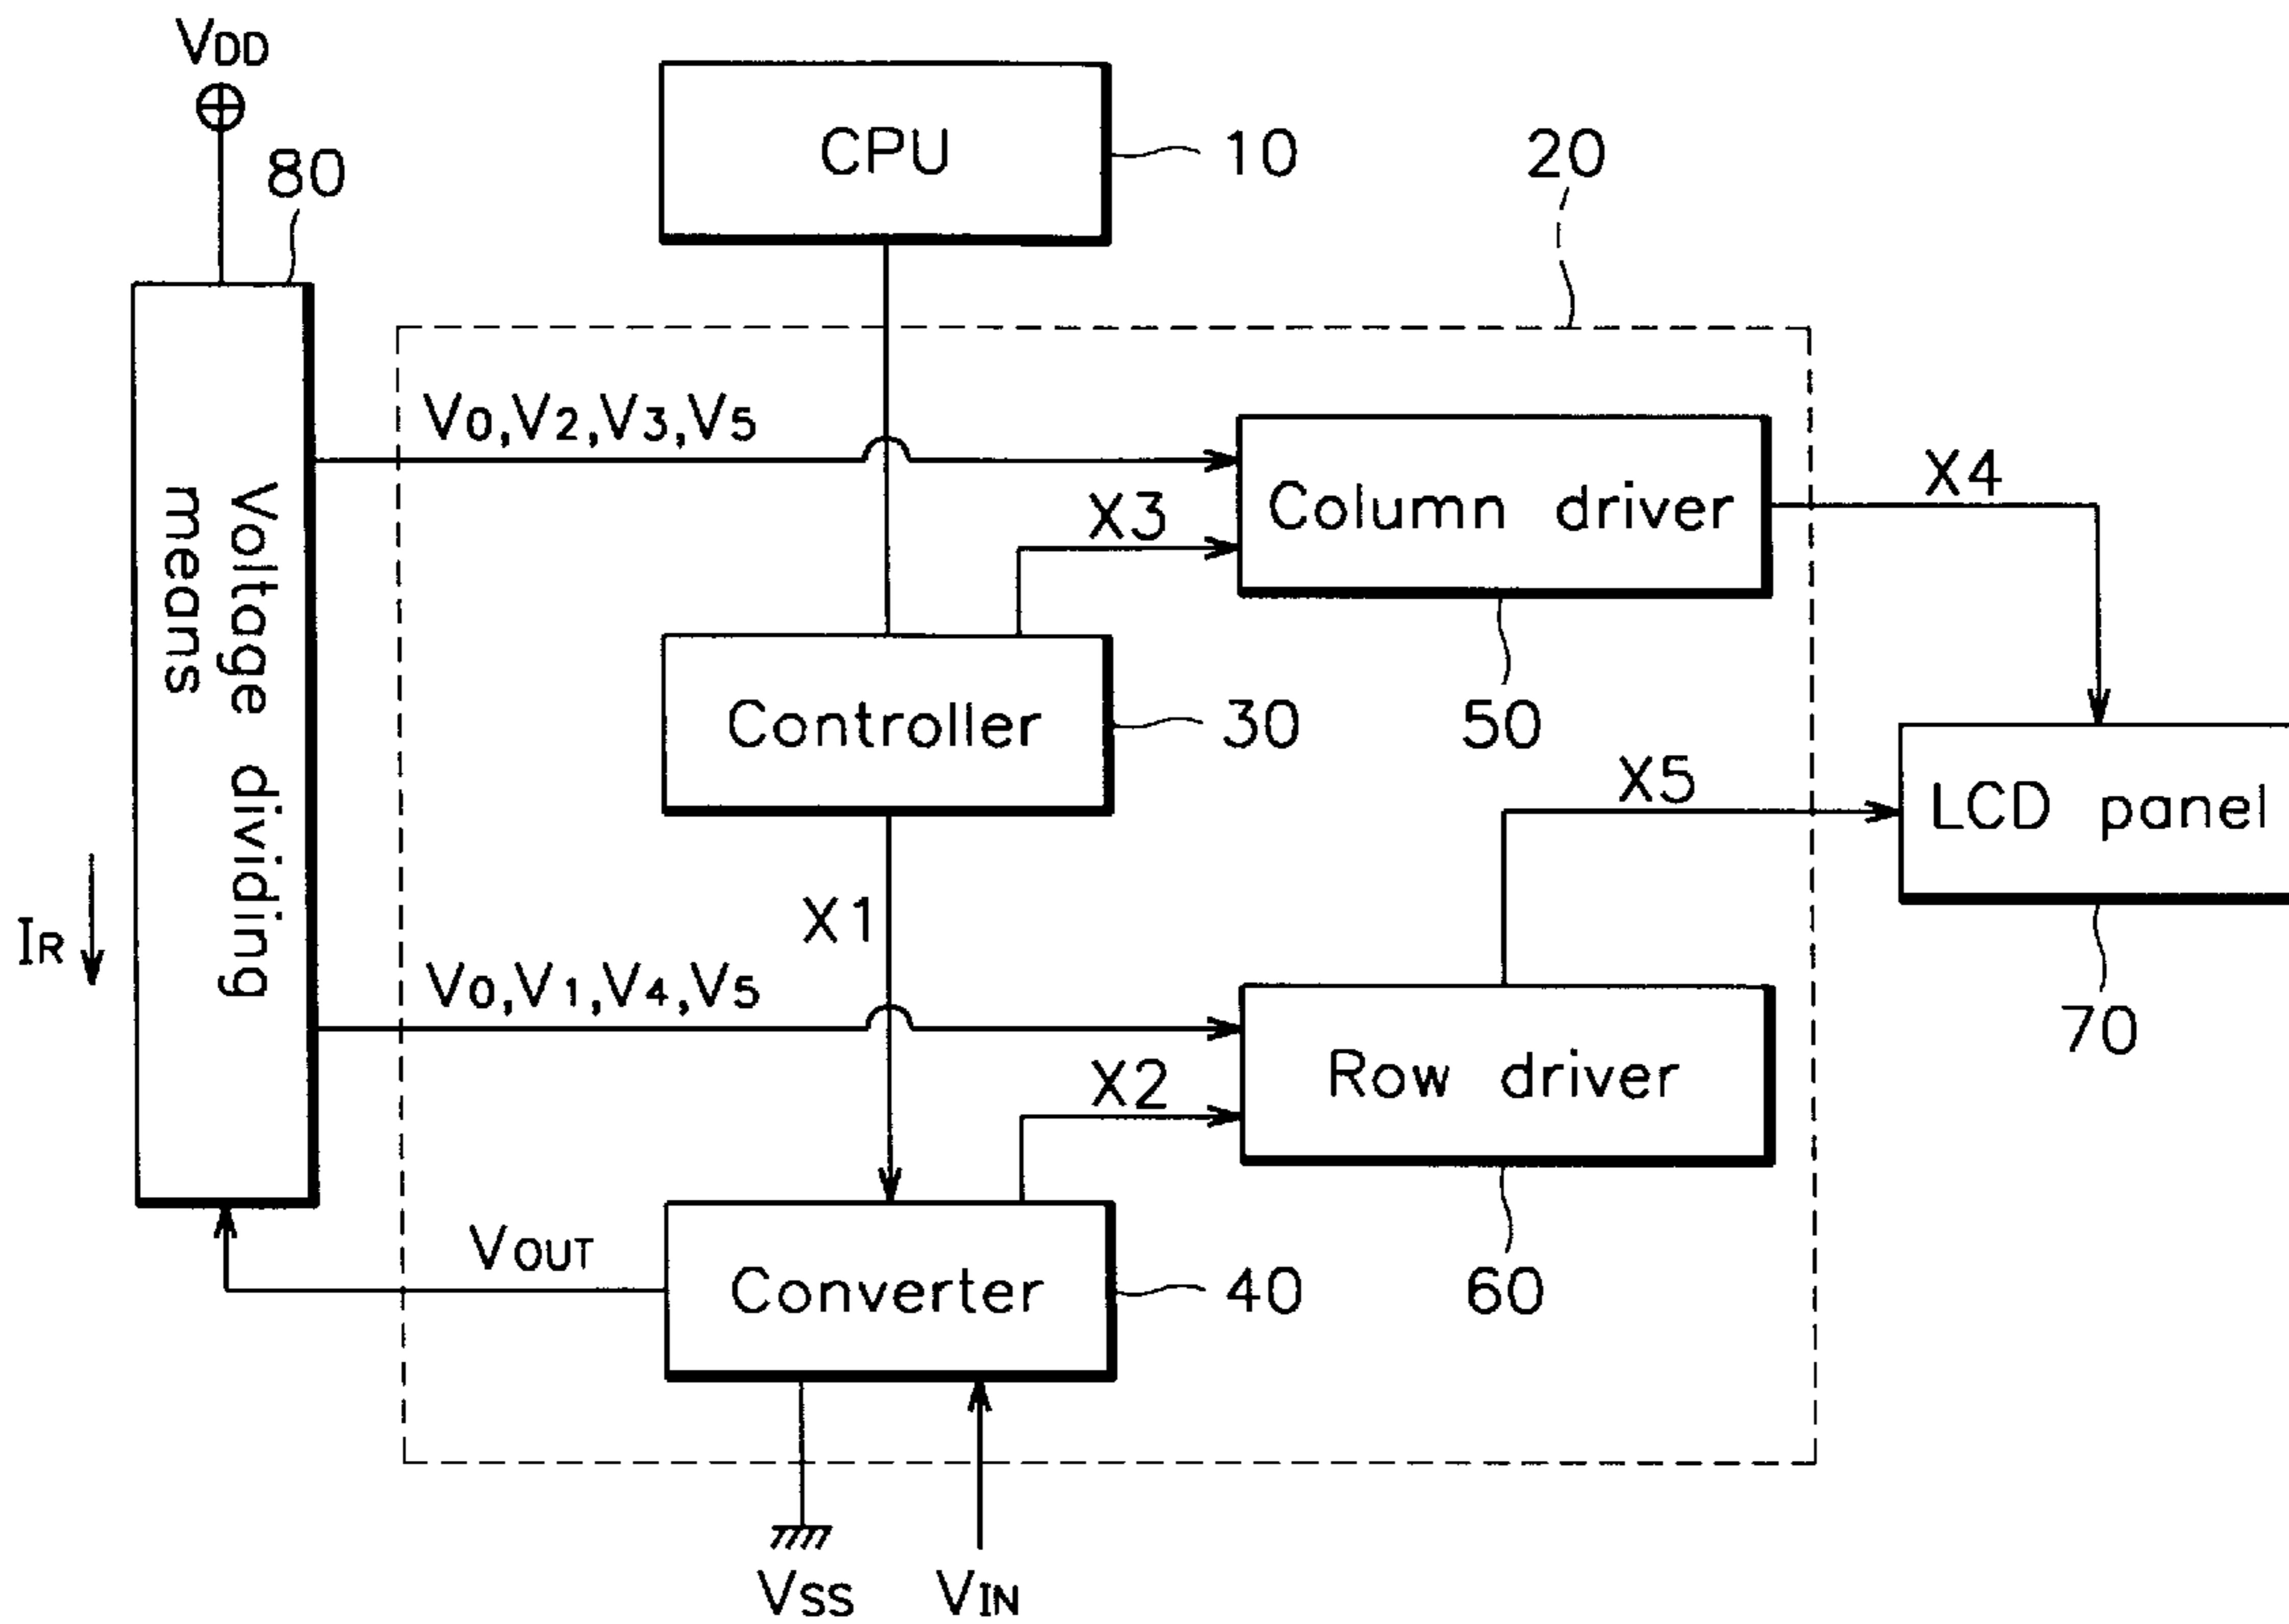 VDD
80
CPU
10
20
V0,V2,V3,V5
Column driver
X4
X3
Voltage dividing
means
Controller
30
50
X5
LCD panel
X1
IR
V0,V1,V4,V5
Row driver
70
X2
VOUT
Converter
40
60
VSS
VIN